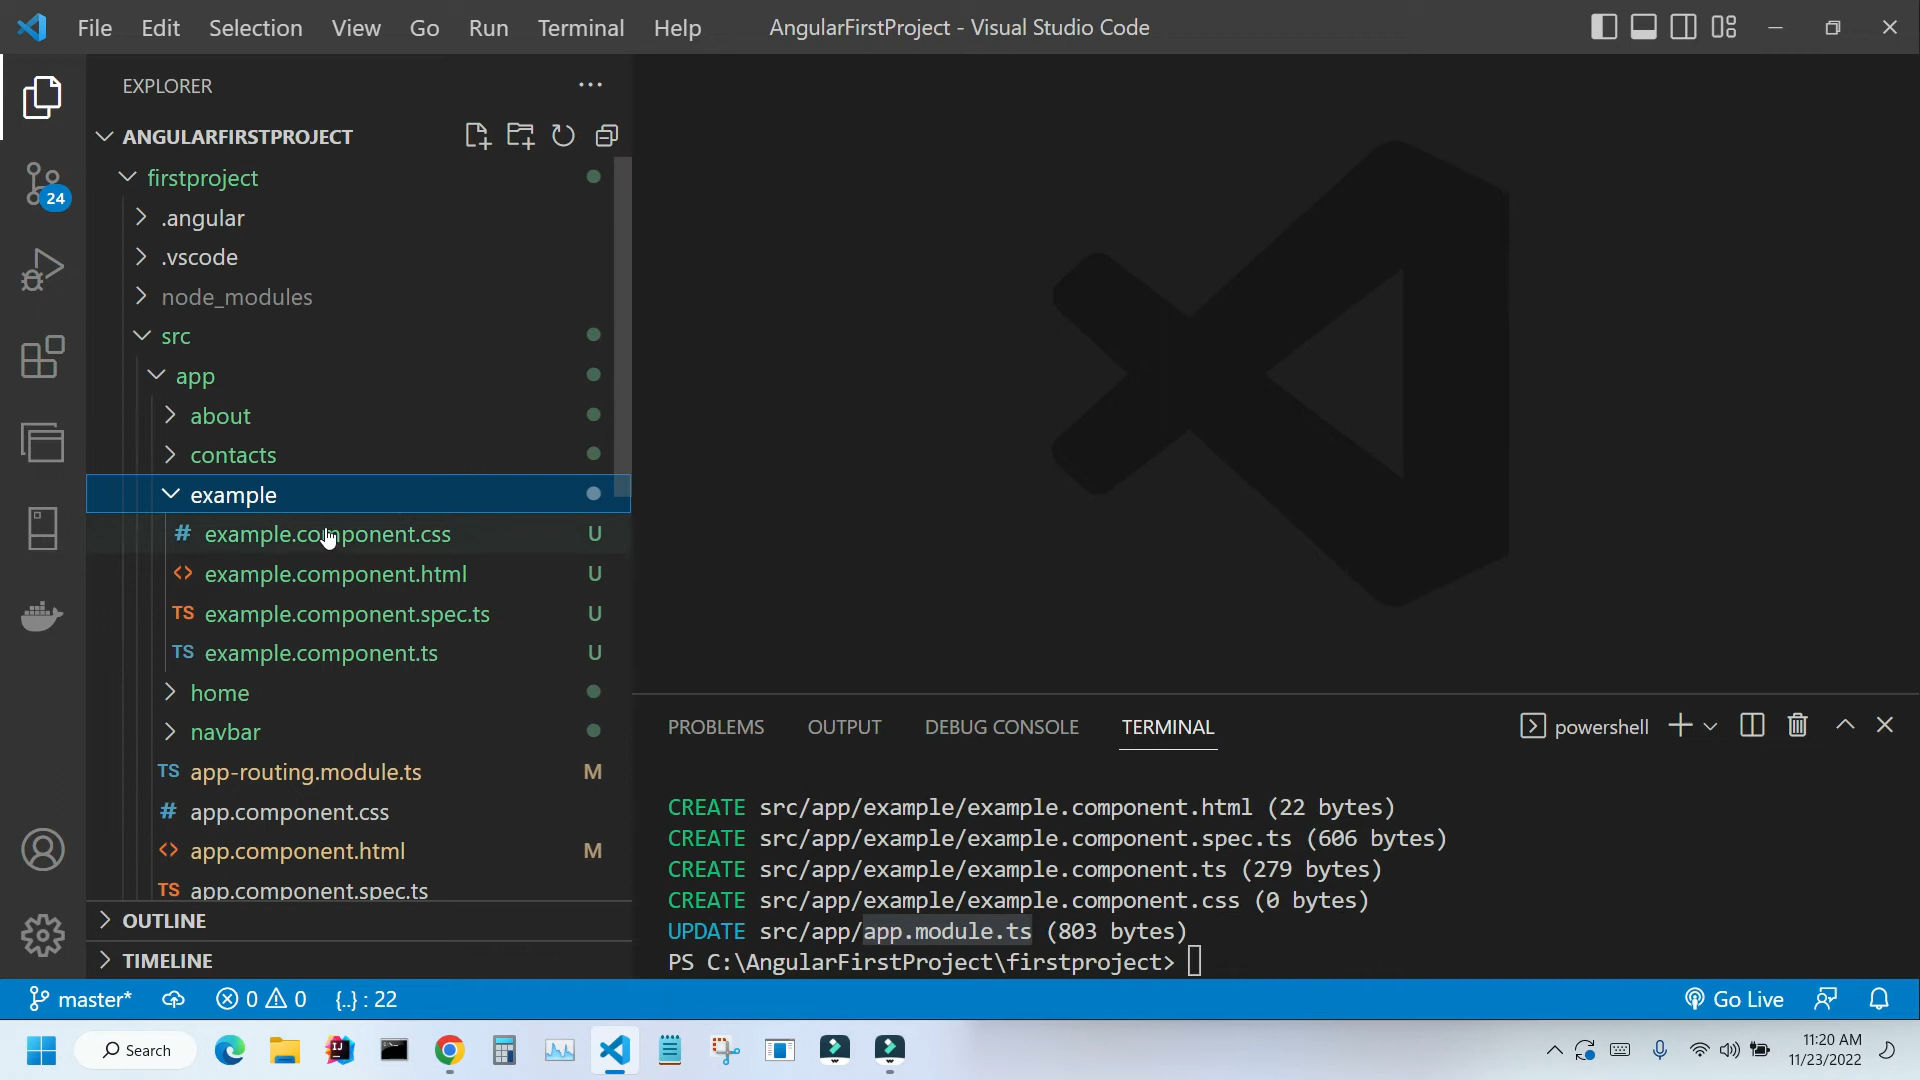 File Edit Selection View Go Run Terminal Help
AngularFirstProject - Visual Studio Code
EXPLORER
ANGULARFIRSTPROJECT
24
firstproject
.angular
.vscode
node_modules
src
app
about
contacts
example
# example.component.css U
<> example.component.html U
TS example.component.spec.ts U
TS example.component.ts U
home
navbar
TS app-routing.module.ts M
# app.component.css
<> app.component.html M
TS app.component.spec.ts
OUTLINE
TIMELINE
PROBLEMS OUTPUT DEBUG CONSOLE TERMINAL
powershell
CREATE src/app/example/example.component.html (22 bytes)
CREATE src/app/example/example.component.spec.ts (606 bytes)
CREATE src/app/example/example.component.ts (279 bytes)
CREATE src/app/example/example.component.css (0 bytes)
UPDATE src/app/app.module.ts (803 bytes)
PS C:\AngularFirstProject\firstproject>
master* 0 0 {..} : 22
Go Live
Search
IJ
11:20 AM
11/23/2022